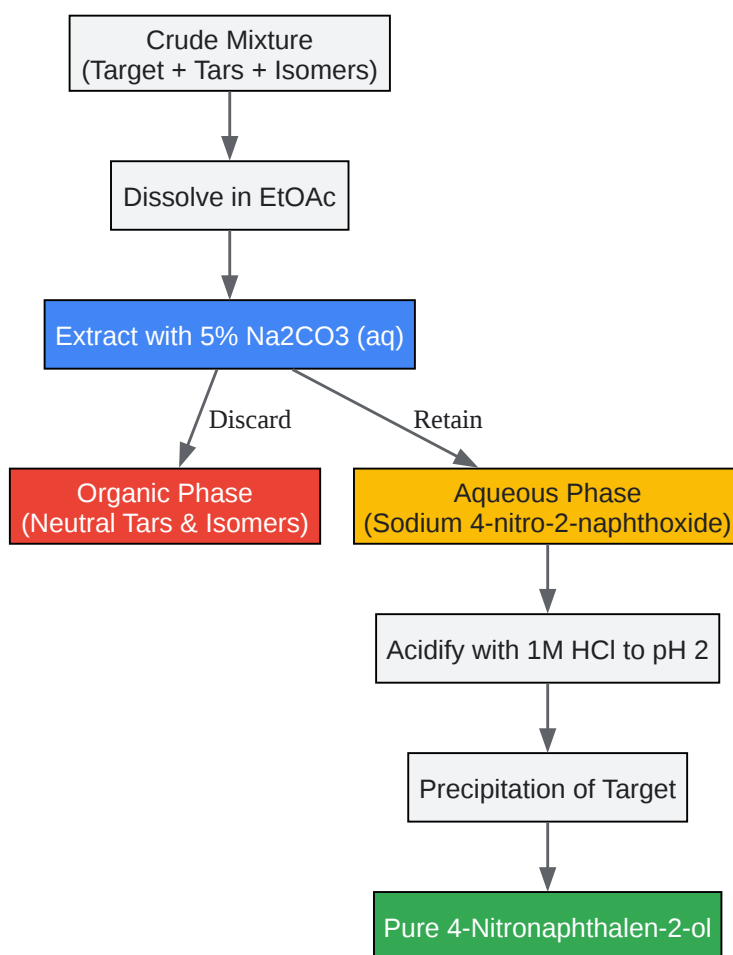 Crude Mixture
(Target + Tars + Isomers)
Dissolve in EtOAc
Extract with 5% Na2CO3 (aq)
Discard
Retain
Organic Phase
(Neutral Tars & Isomers)
Aqueous Phase
(Sodium 4-nitro-2-naphthoxide)
Acidify with 1M HCl to pH 2
Precipitation of Target
Pure 4-Nitronaphthalen-2-ol